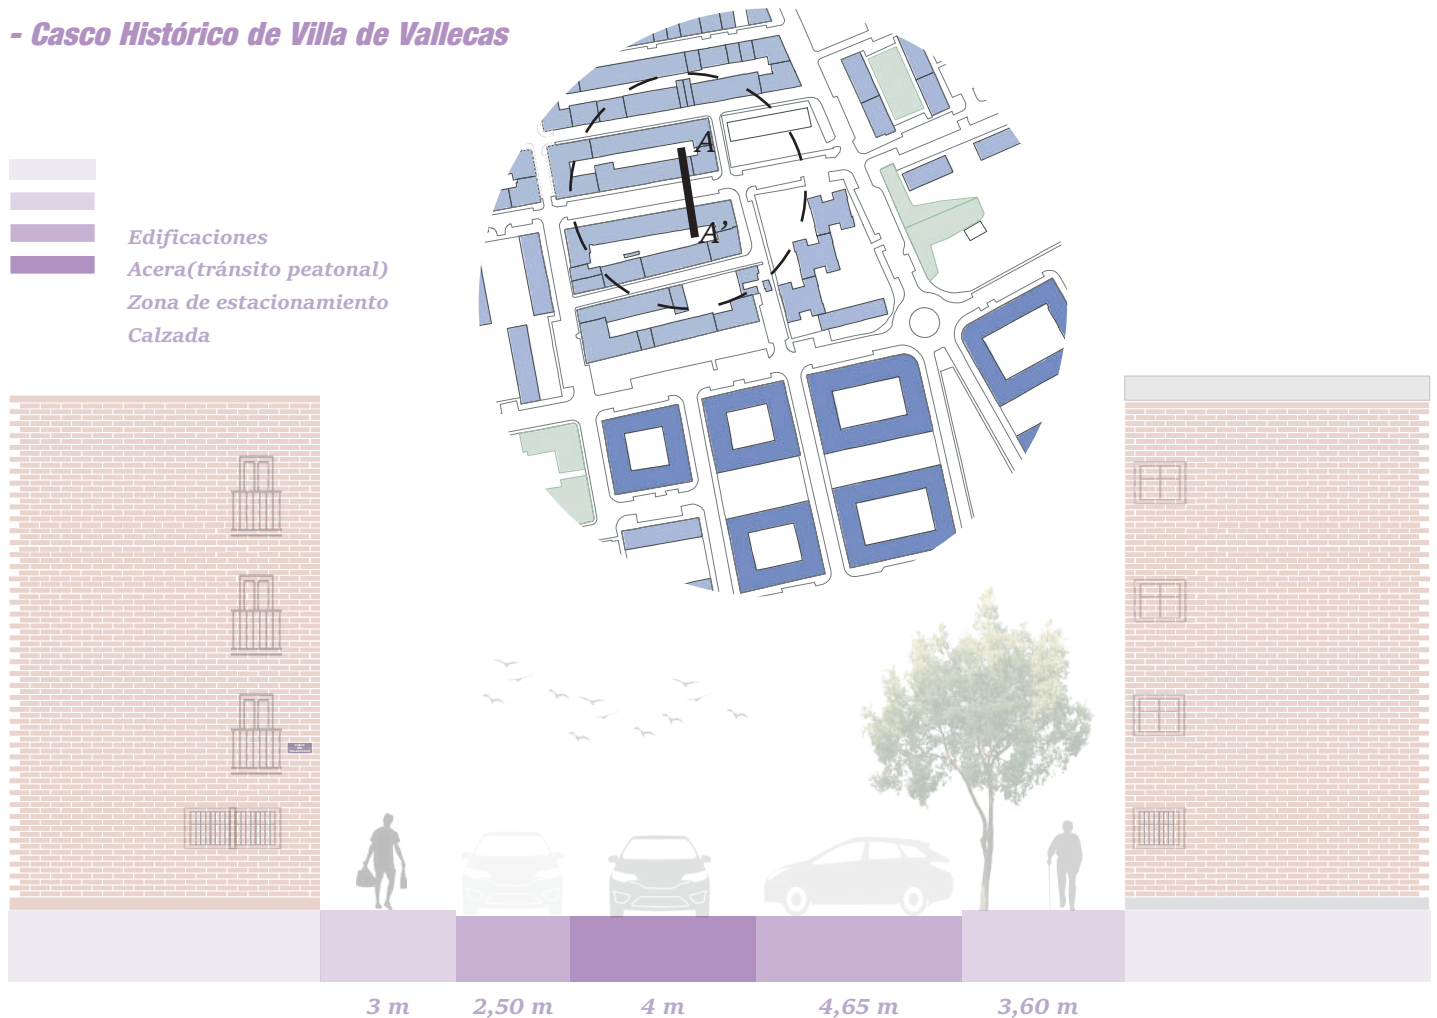 - Casco Histórico de Villa de Vallecas
A
A’
Edificaciones
Acera(tránsito peatonal)
Zona de estacionamiento
Calzada
3 m
2,50 m
4 m
4,65 m
3,60 m